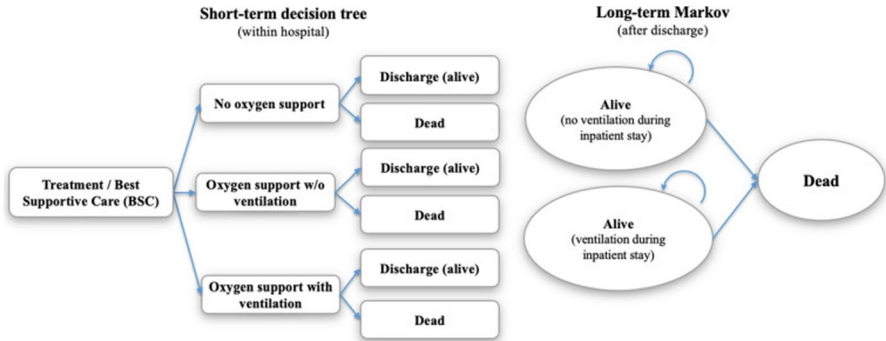 Short-term decision tree
(within hospital)
Long-term Markov
(after discharge)
Treatment / Best
Supportive Care (BSC)
No oxygen support
Discharge (alive)
Dead
Oxygen support w/o
ventilation
Discharge (alive)
Dead
Oxygen support with
ventilation
Discharge (alive)
Dead
Alive
(no ventilation during
inpatient stay)
Alive
(ventilation during
inpatient stay)
Dead